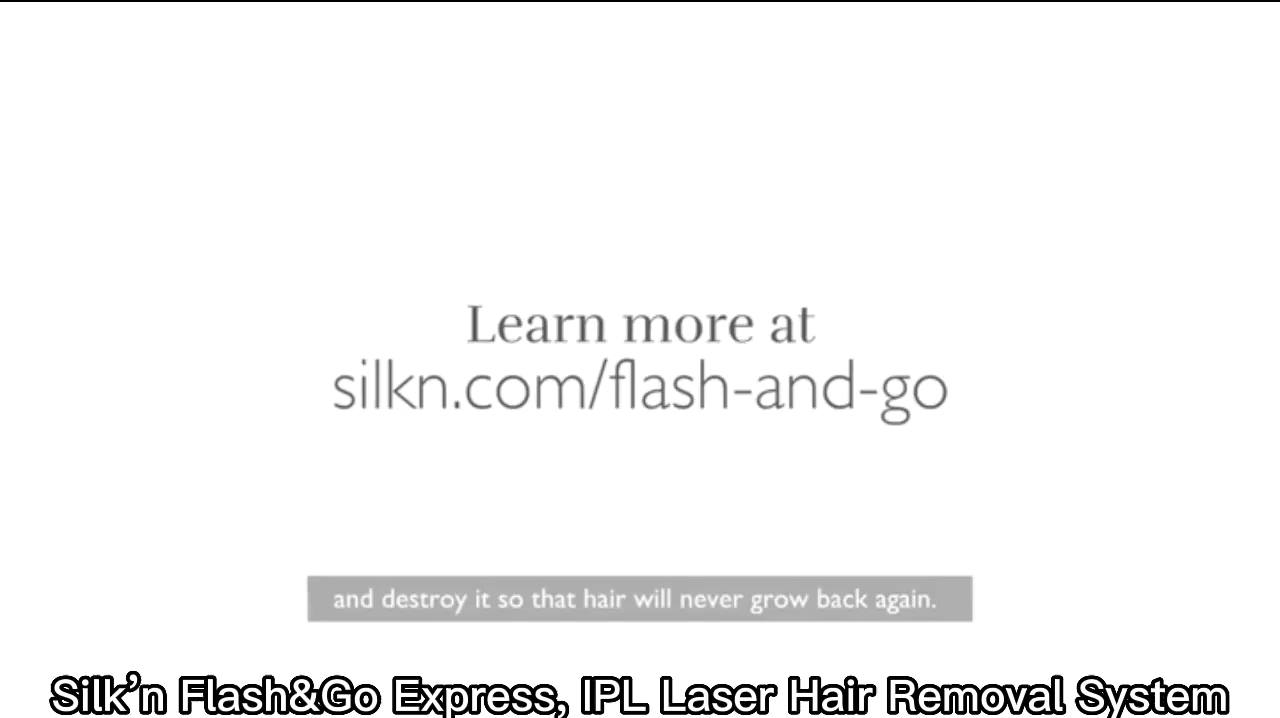 Learn more at
silkn.com/flash-and-go
and destroy it so that hair will never grow back again.
Silk’n Flash&Go Express, IPL Laser Hair Removal System